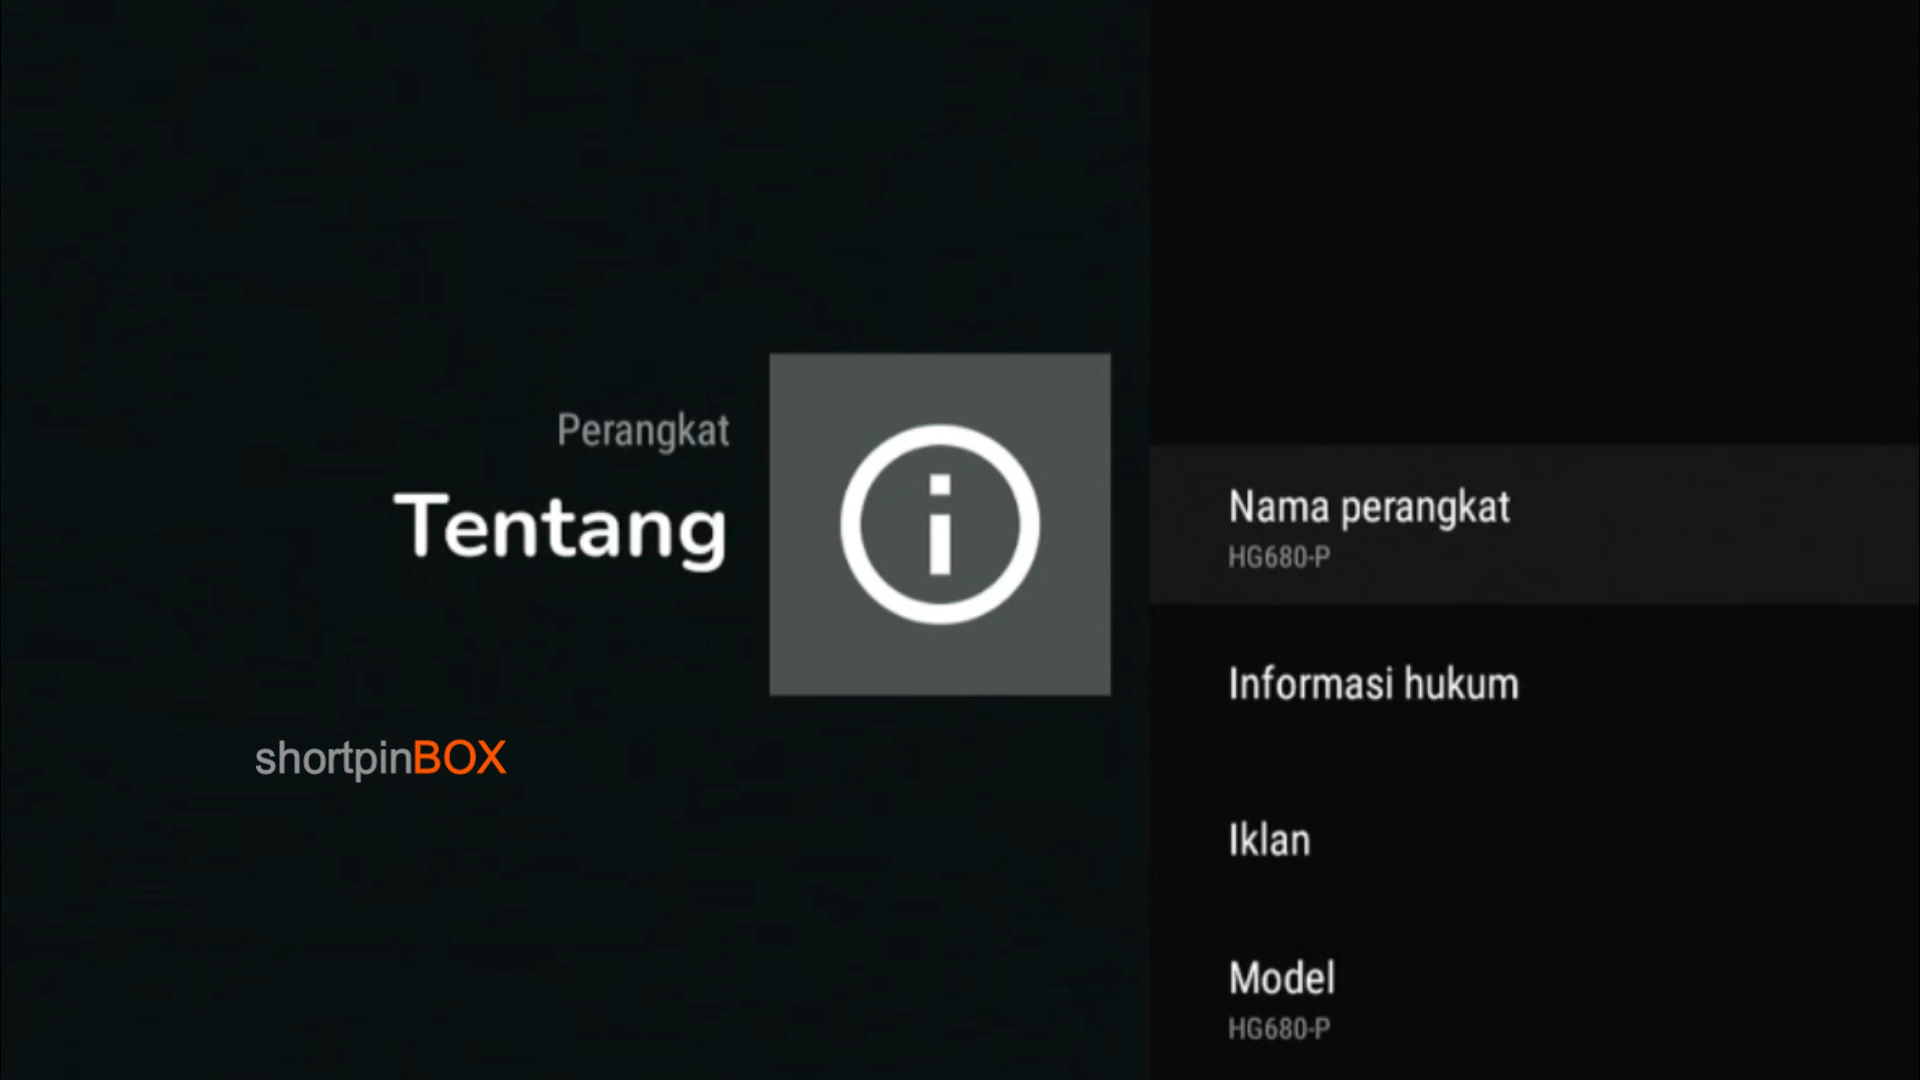 Perangkat
Tentang
shortpinBOX
Nama perangkat
HG680-P
Informasi hukum
Iklan
Model
HG680-P